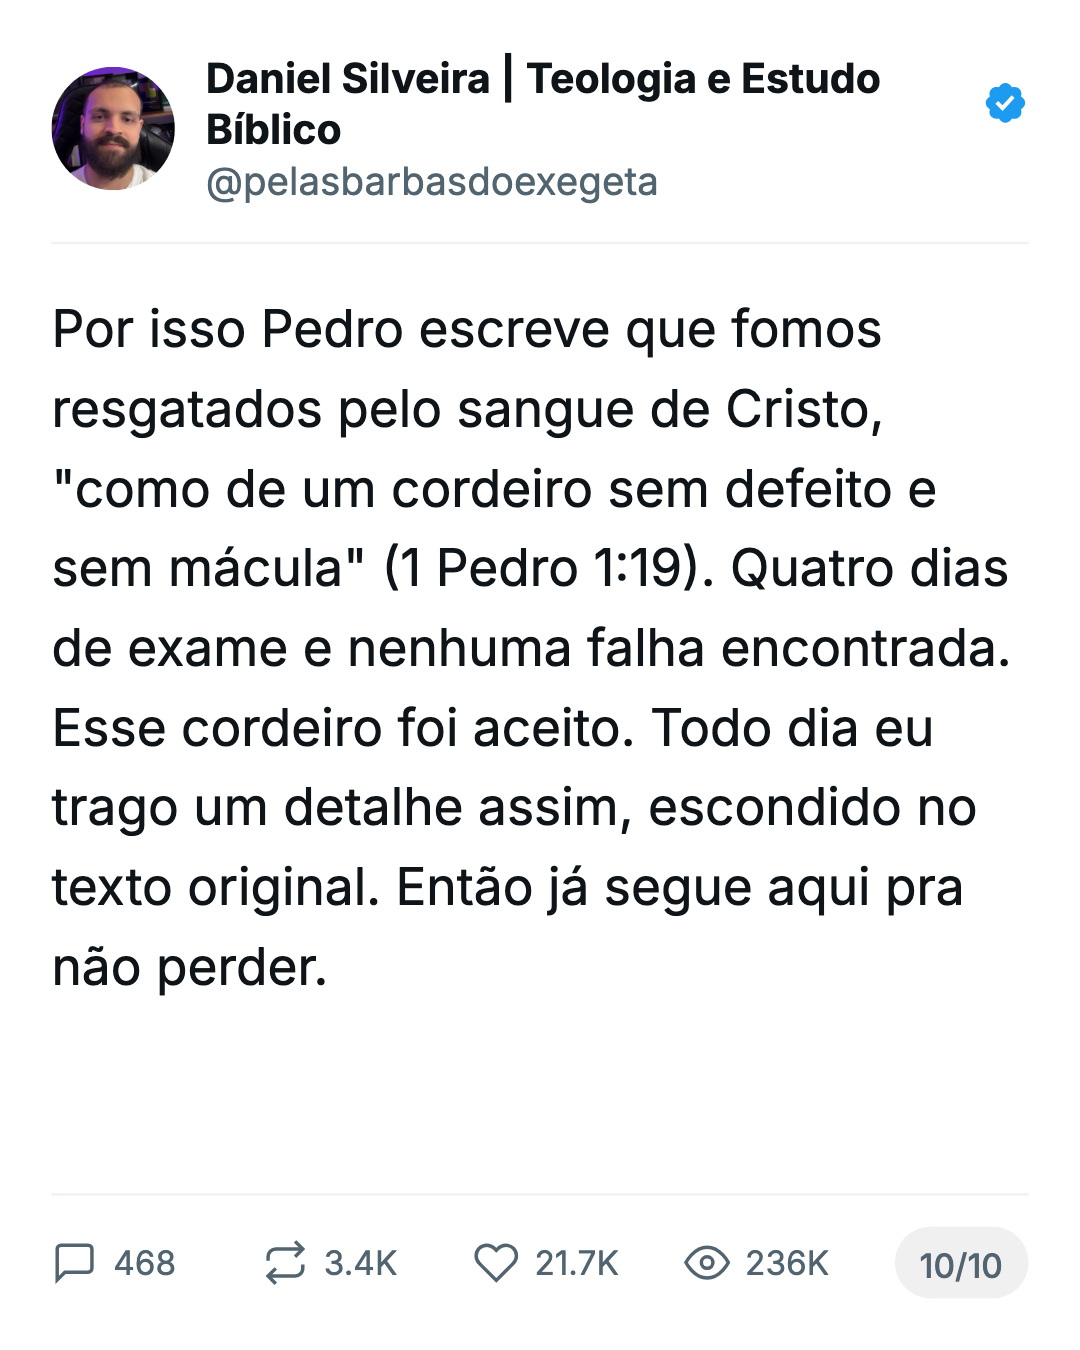 Daniel Silveira | Teologia e Estudo
Bíblico
@pelasbarbasdoexegeta
Por isso Pedro escreve que fomos
resgatados pelo sangue de Cristo,
"como de um cordeiro sem defeito e
sem mácula" (1 Pedro 1:19). Quatro dias
de exame e nenhuma falha encontrada.
Esse cordeiro foi aceito. Todo dia eu
trago um detalhe assim, escondido no
texto original. Então já segue aqui pra
não perder.
468 3.4K 21.7K 236K 10/10